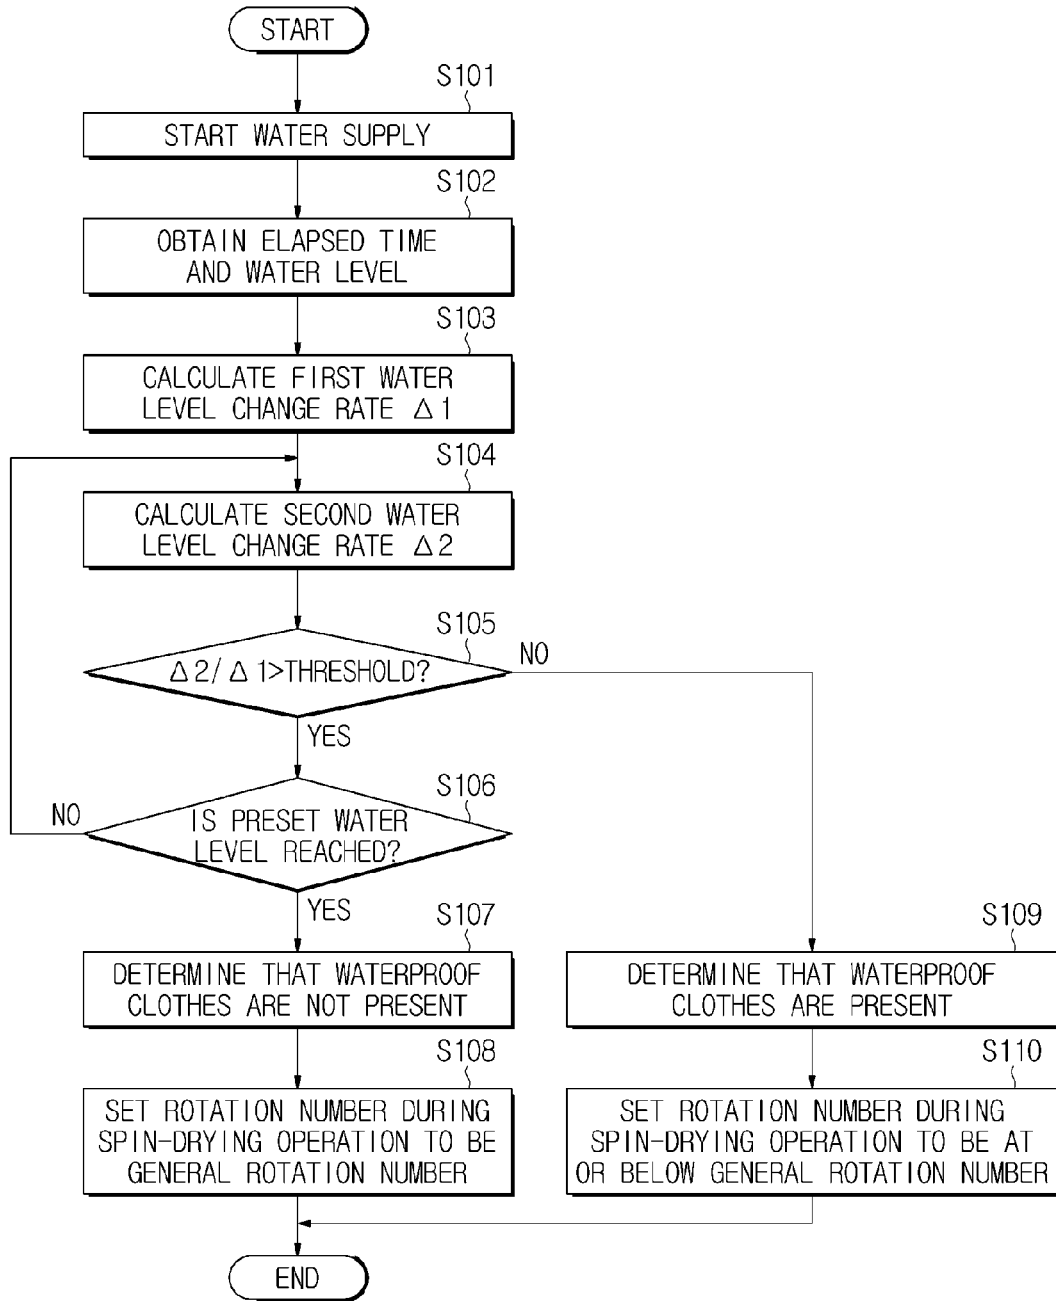 START
S101
START WATER SUPPLY
S102
OBTAIN ELAPSED TIME
AND WATER LEVEL
S103
CALCULATE FIRST WATER
LEVEL CHANGE RATE Δ1
S104
CALCULATE SECOND WATER
LEVEL CHANGE RATE Δ2
S105
Δ2/Δ1>THRESHOLD?
NO
YES
S106
NO
IS PRESET WATER
LEVEL REACHED?
YES
S107
DETERMINE THAT WATERPROOF
CLOTHES ARE NOT PRESENT
S109
DETERMINE THAT WATERPROOF
CLOTHES ARE PRESENT
S108
SET ROTATION NUMBER DURING
SPIN-DRYING OPERATION TO BE
GENERAL ROTATION NUMBER
S110
SET ROTATION NUMBER DURING
SPIN-DRYING OPERATION TO BE AT
OR BELOW GENERAL ROTATION NUMBER
END